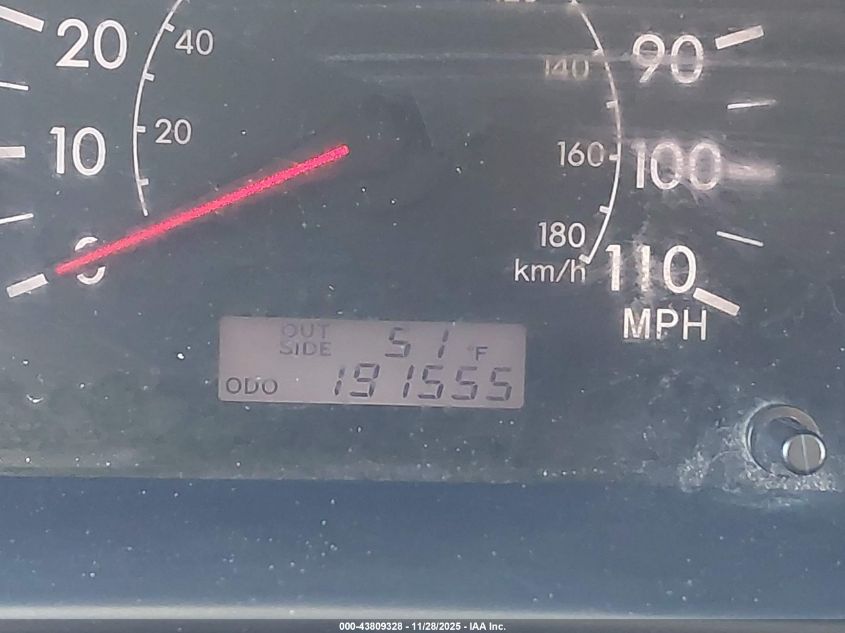 20 40 140 90
10 20 160 100
0 180 110
km/h
MPH
OUT SIDE 51 °F
ODO 191555
000-43809328 - 11/28/2025 - IAA Inc.